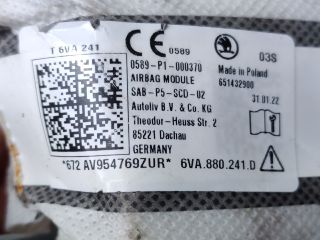 T 6VA 241
CE 0589
03S
0589-P1-000370
Made in Poland
AIRBAG MODULE
651432900
SAB-P5-SCD-02
31.01.22
Autoliv B.V. & Co. KG
Theodor-Heuss Str. 2
85221 Dachau
GERMANY
*672 AV954769ZUR* 6VA.880.241.D